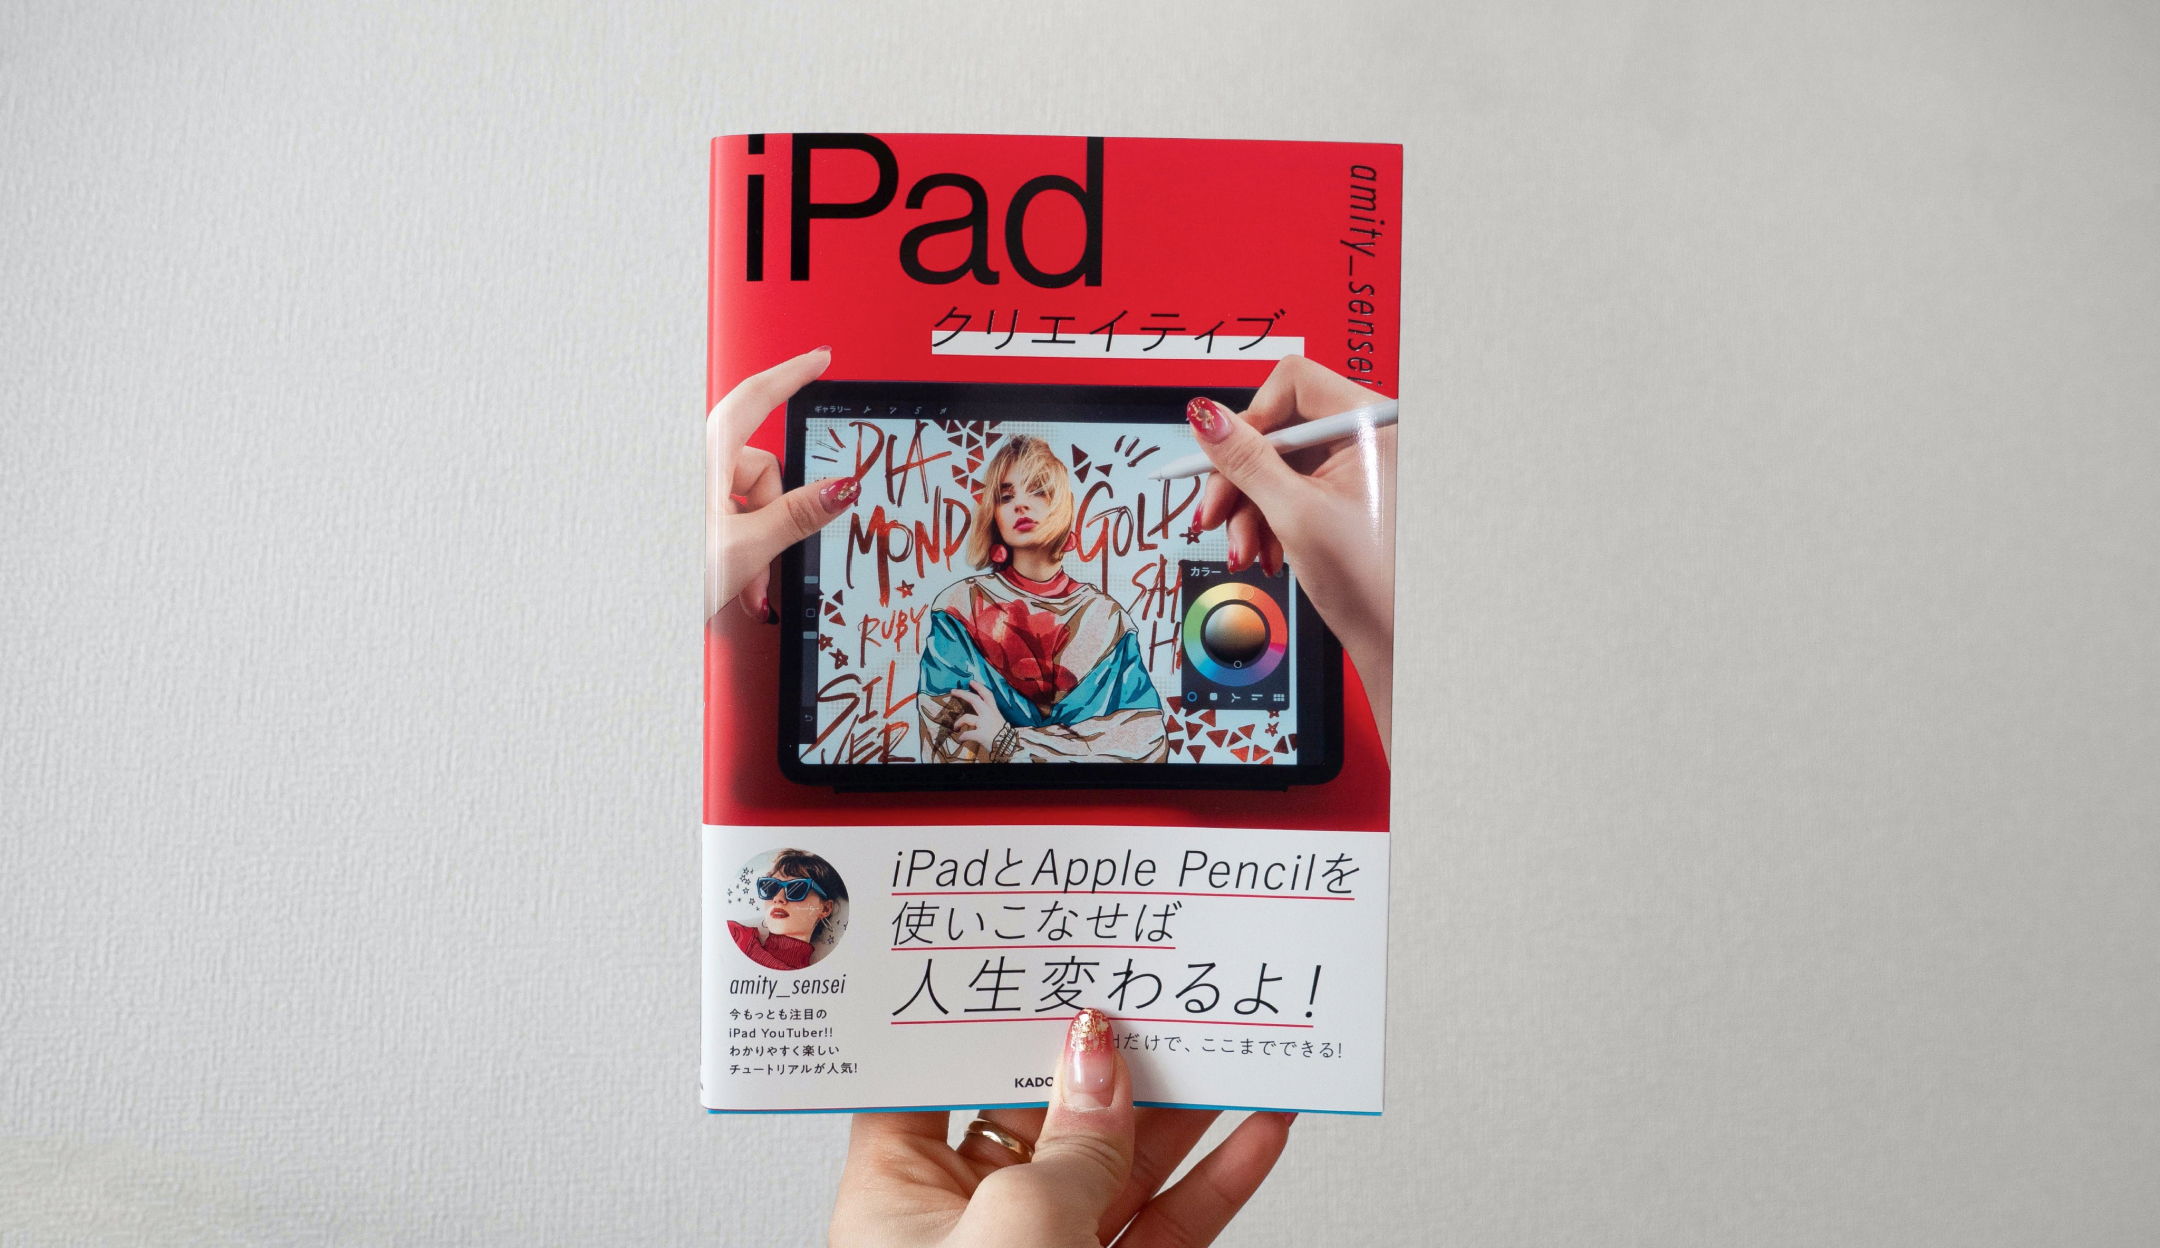 iPad
クリエイティブ
amity_sensei
ギャラリー
DIA
MOND
GOLD
RUBY
SIL
VER
カラー
iPadとApple Pencilを
使いこなせば
人生変わるよ!
だけで、ここまでできる!
amity_sensei
今もっとも注目の
iPad YouTuber!!
わかりやすく楽しい
チュートリアルが人気!
KADO